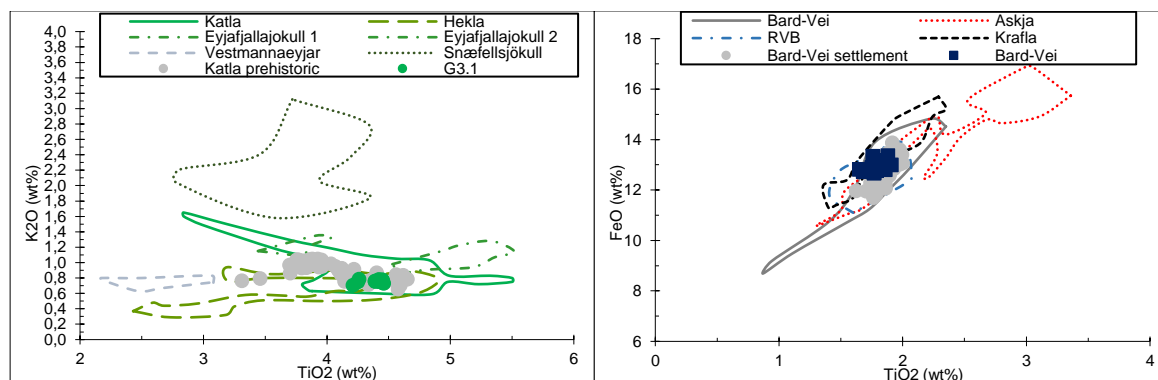 Katla Hekla
Eyjafjallajokull 1 Eyjafjallajokull 2
Vestmannaeyjar Snæfellsjökull
Katla prehistoric G3.1
4,0
3,8
3,6
3,4
3,2
3,0
2,8
2,6
2,4
2,2
2,0
1,8
1,6
1,4
1,2
1,0
0,8
0,6
0,4
0,2
0,0
K2O (wt%)
2 3 4 5 6
TiO2 (wt%)
Bard-Vei Askja
RVB Krafla
Bard-Vei settlement Bard-Vei
18
16
14
12
10
8
6
FeO (wt%)
0 1 2 3 4
TiO2 (wt%)